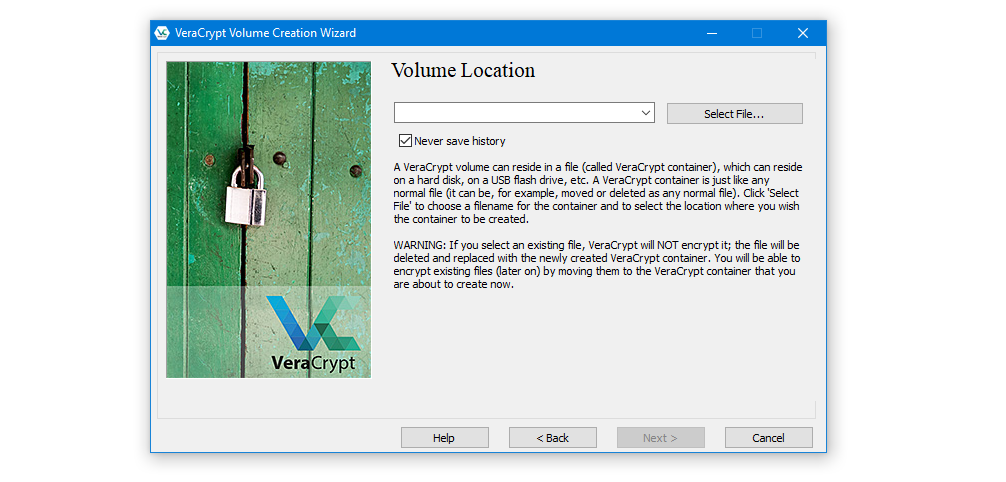 VeraCrypt Volume Creation Wizard
Volume Location
Select File...
Never save history
A VeraCrypt volume can reside in a file (called VeraCrypt container), which can reside
on a hard disk, on a USB flash drive, etc. A VeraCrypt container is just like any
normal file (it can be, for example, moved or deleted as any normal file). Click 'Select
File' to choose a filename for the container and to select the location where you wish
the container to be created.
WARNING: If you select an existing file, VeraCrypt will NOT encrypt it; the file will be
deleted and replaced with the newly created VeraCrypt container. You will be able to
encrypt existing files (later on) by moving them to the VeraCrypt container that you
are about to create now.
VeraCrypt
Help
< Back
Next >
Cancel